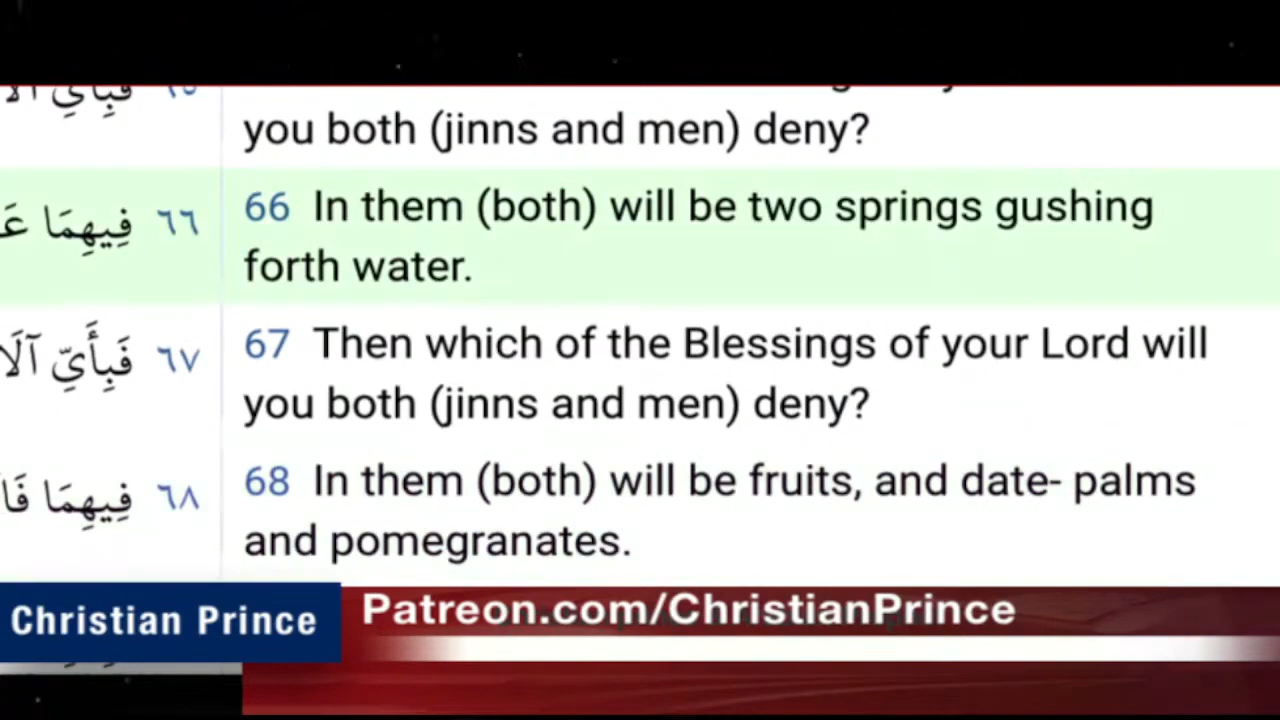 you both (jinns and men) deny?
فِيهِمَا ٦٦
66 In them (both) will be two springs gushing
forth water.
فَبِأَيِّ ٦٧
67 Then which of the Blessings of your Lord will
you both (jinns and men) deny?
فِيهِمَا ٦٨
68 In them (both) will be fruits, and date- palms
and pomegranates.
Christian Prince
Patreon.com/ChristianPrince